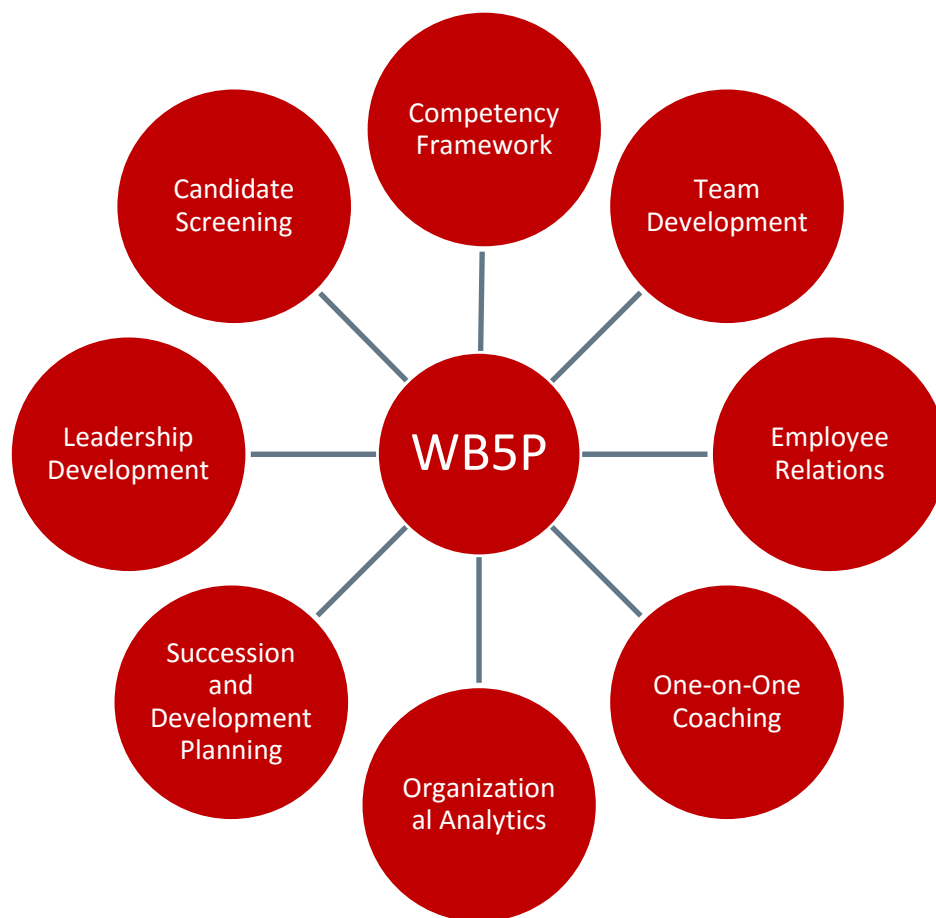 Competency
Framework
Team
Development
Employee
Relations
One-on-One
Coaching
Organization
al Analytics
Succession
and
Development
Planning
Leadership
Development
Candidate
Screening
WB5P